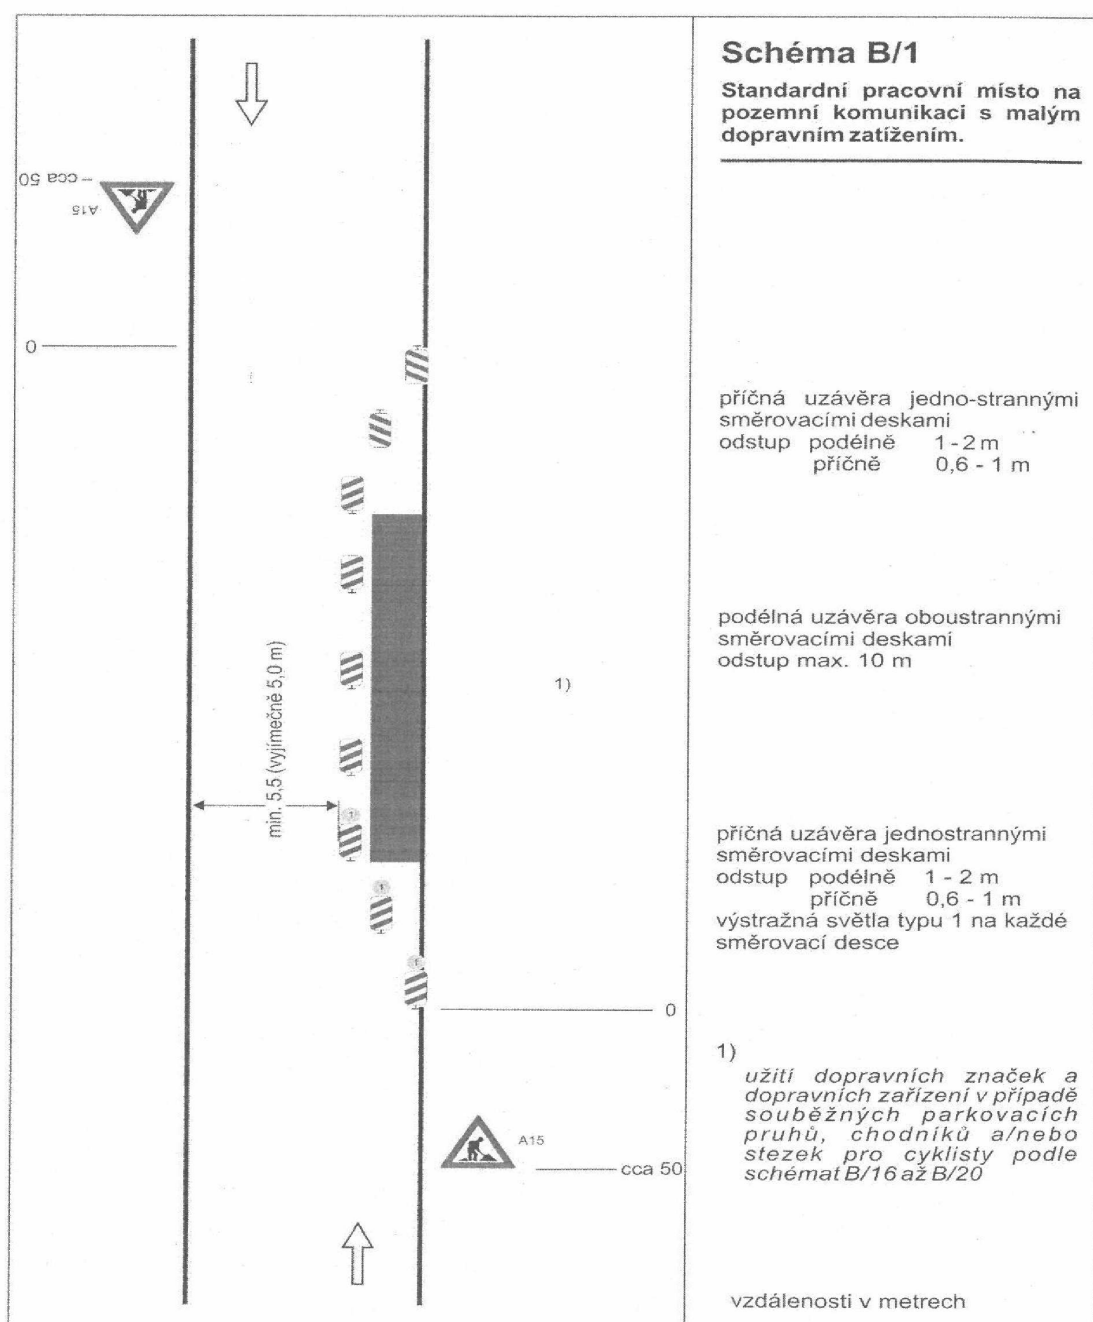 Schéma B/1
Standardní pracovní místo na
pozemní komunikaci s malým
dopravním zatížením.
cca 50
A15
0
příčná uzávěra jedno-strannými
směrovacími deskami
odstup podélně 1-2 m
příčně 0,6 - 1 m
podélná uzávěra oboustrannými
směrovacími deskami
odstup max. 10 m
1)
min. 5,5 (vyjímečně 5,0 m)
1
příčná uzávěra jednostrannými
směrovacími deskami
odstup podélně 1 - 2 m
příčně 0,6 - 1 m
výstražná světla typu 1 na každé
směrovací desce
1
1
0
1)
užití dopravních značek a
dopravních zařízení v případě
souběžných parkovacích
pruhů, chodníků a/nebo
stezek pro cyklisty podle
schémat B/16 až B/20
A15
cca 50
vzdálenosti v metrech